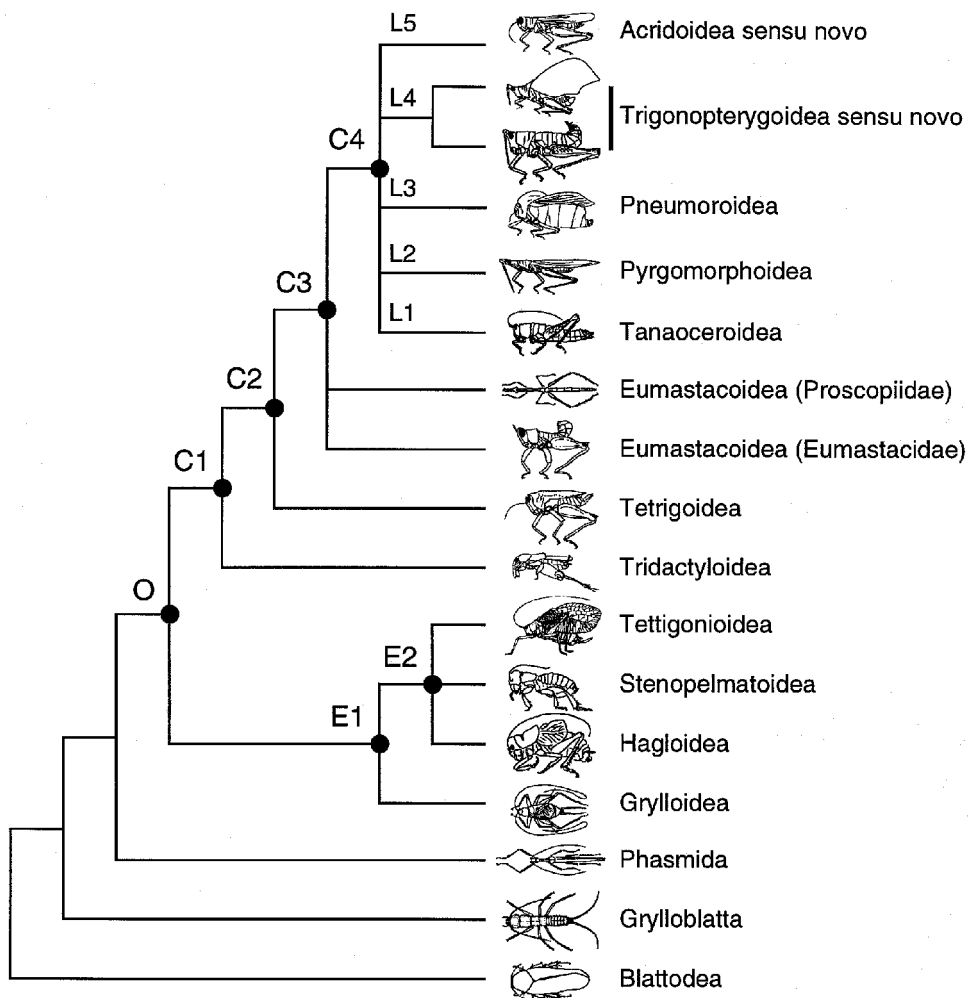 L5
Acridoidea sensu novo
L4
Trigonopterygoidea sensu novo
C4
L3
Pneumoroidea
L2
Pyrgomorphoidea
C3
L1
Tanaoceroidea
C2
Eumastacoidea (Proscopiidae)
Eumastacoidea (Eumastacidae)
C1
Tetrigoidea
Tridactyloidea
O
Tettigonioidea
E2
Stenopelmatoidea
E1
Hagloidea
Grylloidea
Phasmida
Grylloblatta
Blattodea